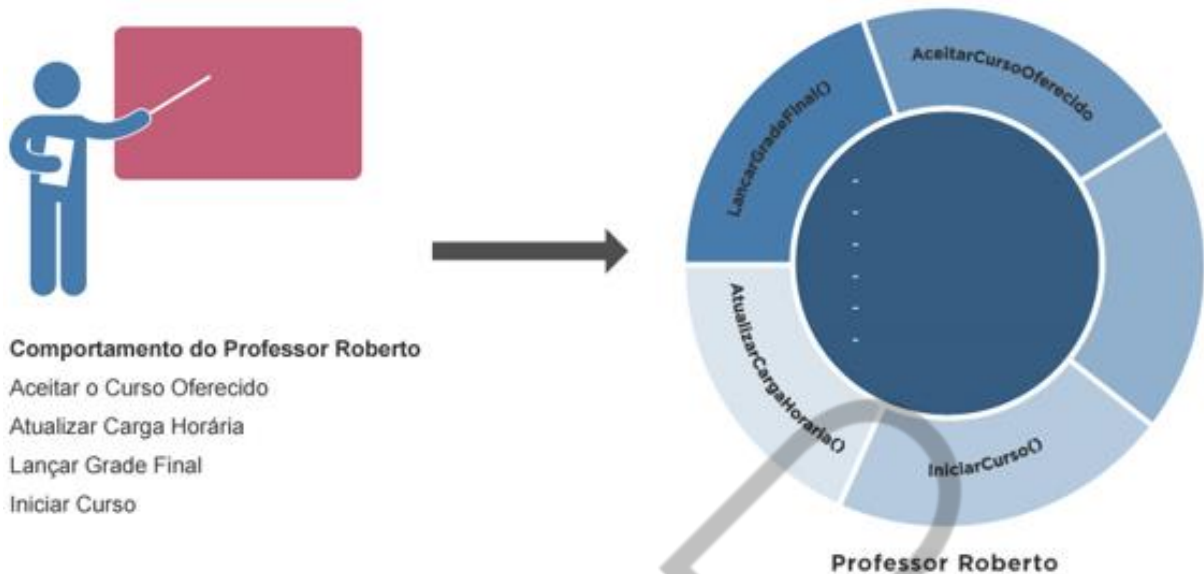 Comportamento do Professor Roberto
Aceitar o Curso Oferecido
Atualizar Carga Horária
Lançar Grade Final
Iniciar Curso
LancarGradeFinal()
AceitarCursoOferecido
AtualizarCargaHoraria()
IniciarCurso()
Professor Roberto